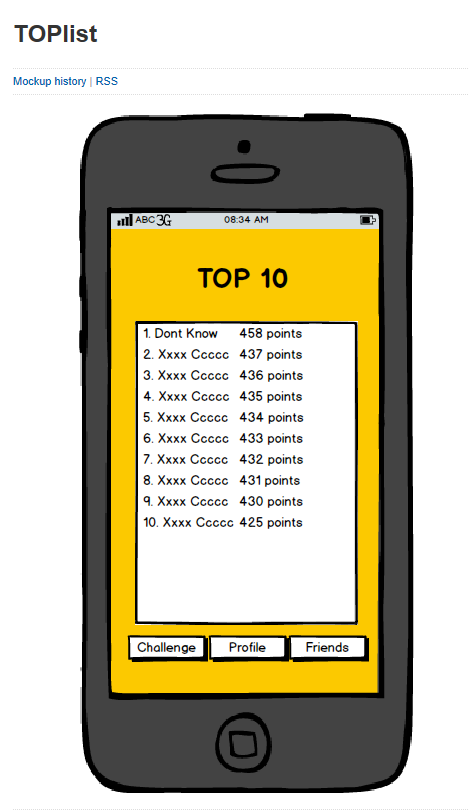 TOPlist
Mockup history | RSS
ABC 3G 08:34 AM
TOP 10
1. Dont Know 458 points
2. Xxxx Ccccc 437 points
3. Xxxx Ccccc 436 points
4. Xxxx Ccccc 435 points
5. Xxxx Ccccc 434 points
6. Xxxx Ccccc 433 points
7. Xxxx Ccccc 432 points
8. Xxxx Ccccc 431 points
9. Xxxx Ccccc 430 points
10. Xxxx Ccccc 425 points
Challenge Profile Friends